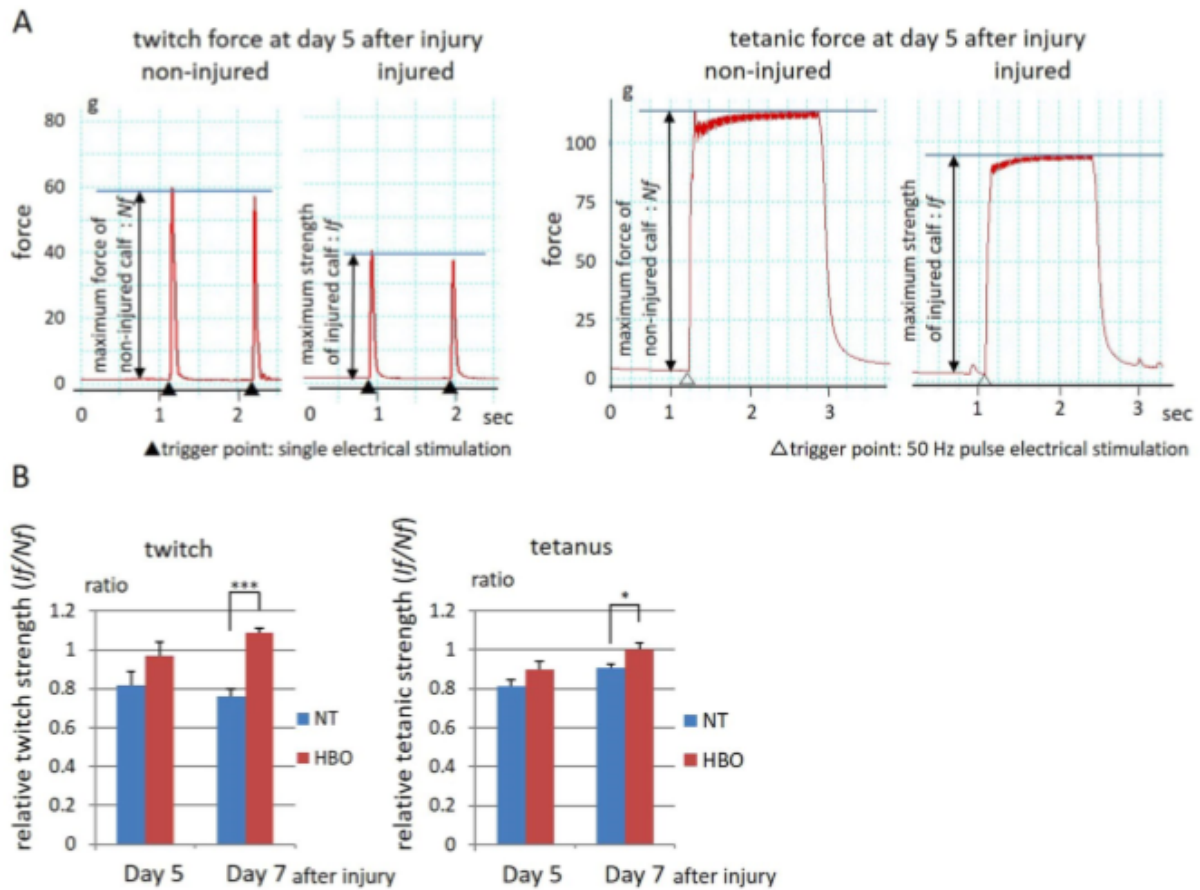 A
twitch force at day 5 after injury
non-injured injured
tetanic force at day 5 after injury
non-injured injured
g
80
60
40
20
0
force
maximum force of
non-injured calf : Nf
maximum strength
of injured calf : If
0 1 2
0 1 2 sec
▲trigger point: single electrical stimulation
g
100
75
50
25
0
force
maximum force of
non-injured calf : Nf
maximum strength
of injured calf : If
0 1 2 3
1 2 3 sec
△trigger point: 50 Hz pulse electrical stimulation
B
twitch
relative twitch strength (If/Nf)
ratio
***
1.2
1
0.8
0.6
0.4
0.2
0
NT
HBO
Day 5 Day 7 after injury
tetanus
relative tetanic strength (If/Nf)
ratio
*
1.2
1
0.8
0.6
0.4
0.2
0
NT
HBO
Day 5 Day 7 after injury